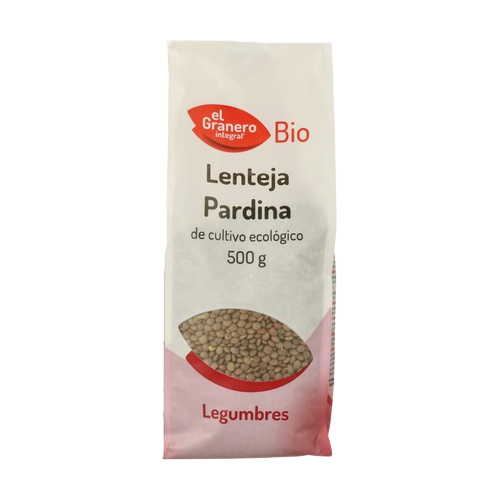 el
Granero
integral
Bio
Lenteja
Pardina
de cultivo ecológico
500 g
Legumbres